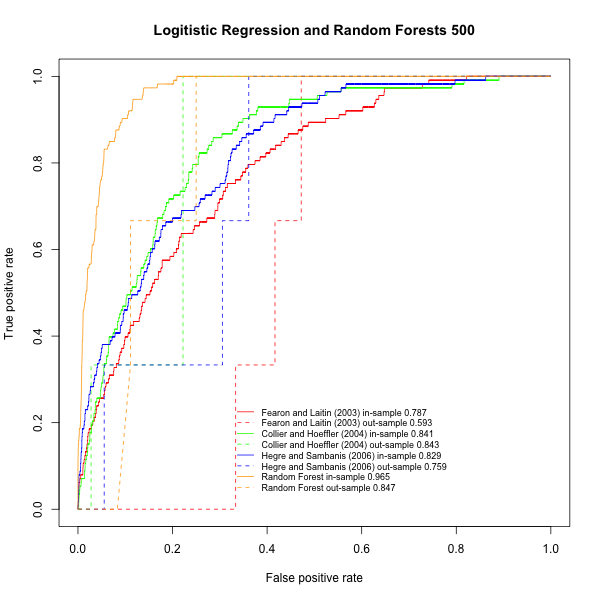 Logitistic Regression and Random Forests 500
True positive rate
1.0
0.8
0.6
0.4
0.2
0.0
Fearon and Laitin (2003) in-sample 0.787
Fearon and Laitin (2003) out-sample 0.593
Collier and Hoeffler (2004) in-sample 0.841
Collier and Hoeffler (2004) out-sample 0.843
Hegre and Sambanis (2006) in-sample 0.829
Hegre and Sambanis (2006) out-sample 0.759
Random Forest in-sample 0.965
Random Forest out-sample 0.847
0.0 0.2 0.4 0.6 0.8 1.0
False positive rate